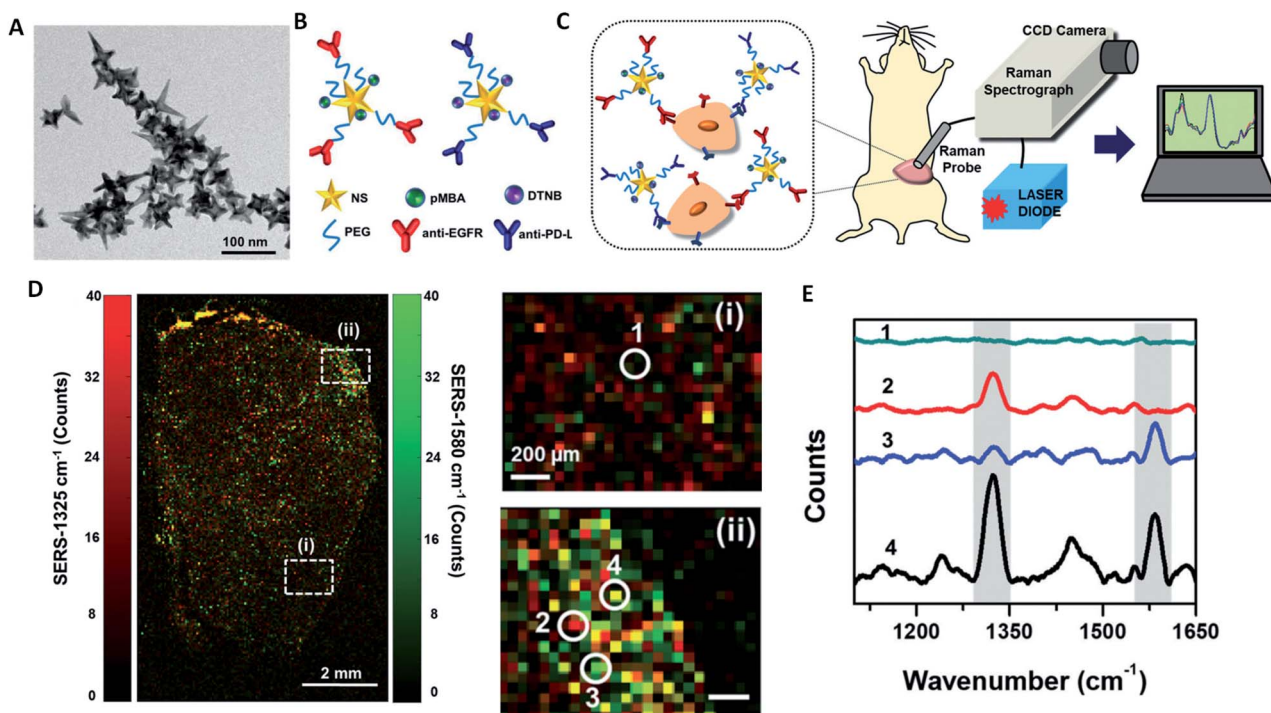 A
100 nm
B
NS
pMBA
DTNB
PEG
anti-EGFR
anti-PD-L
C
CCD Camera
Raman
Spectrograph
Raman
Probe
LASER
DIODE
D
40
32
24
16
8
0
SERS-1325 cm⁻¹ (Counts)
(ii)
(i)
2 mm
40
32
24
16
8
0
SERS-1580 cm⁻¹ (Counts)
(i)
1
200 µm
(ii)
4
2
3
E
1
2
3
4
Counts
1200
1350
1500
1650
Wavenumber (cm⁻¹)